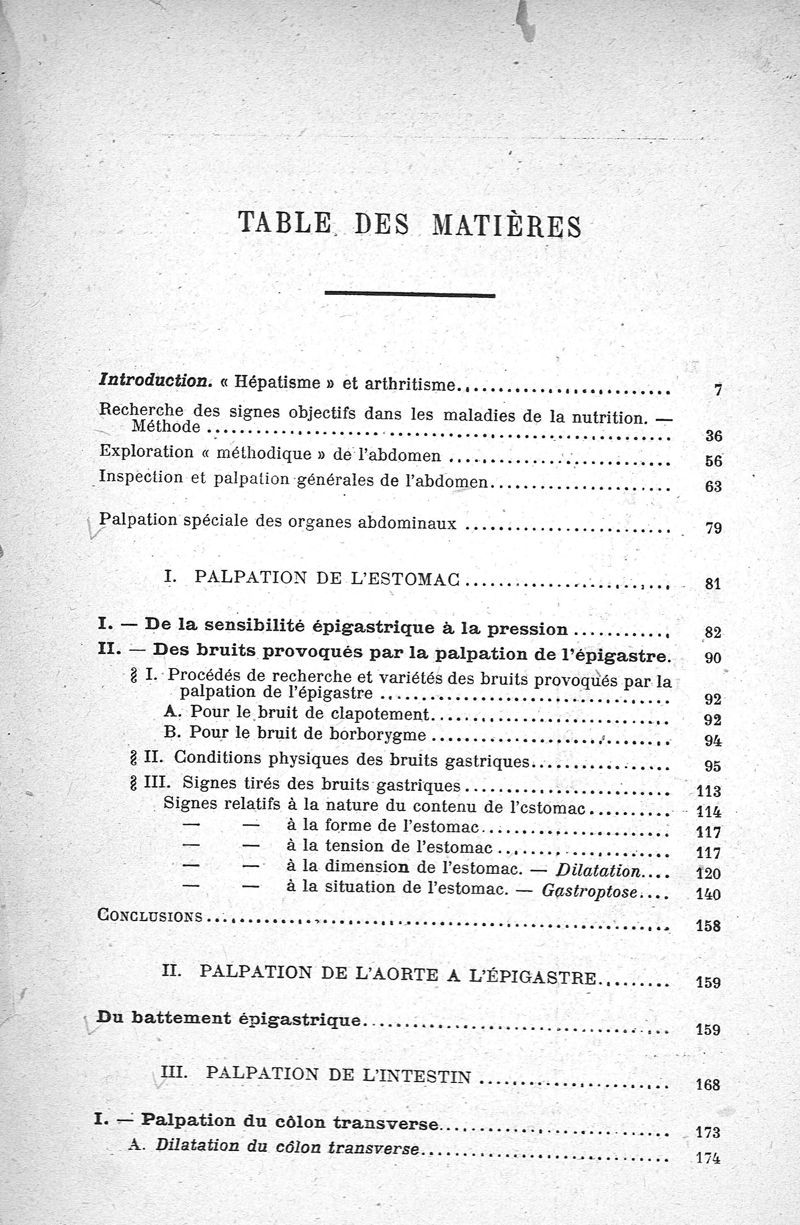 TABLE DES MATIÈRES
Introduction. « Hépatisme » et arthritisme........................... 7
Recherche des signes objectifs dans les maladies de la nutrition. —
Méthode ........................................................ 36
Exploration « méthodique » de l'abdomen ........................... 56
Inspection et palpation générales de l'abdomen...................... 63
Palpation spéciale des organes abdominaux ......................... 79
I. PALPATION DE L'ESTOMAC......................... 81
I. — De la sensibilité épigastrique à la pression ............ 82
II. — Des bruits provoqués par la palpation de l'épigastre. 90
§ I. Procédés de recherche et variétés des bruits provoqués par la
palpation de l'épigastre ................................... 92
A. Pour le bruit de clapotement............................. 92
B. Pour le bruit de borborygme ............................. 94
§ II. Conditions physiques des bruits gastriques................. 95
§ III. Signes tirés des bruits gastriques......................... 113
Signes relatifs à la nature du contenu de l'estomac.......... 114
— — à la forme de l'estomac....................... 117
— — à la tension de l'estomac ..................... 117
— — à la dimension de l'estomac. — Dilatation.... 120
— — à la situation de l'estomac. — Gastroptose.... 140
CONCLUSIONS........................................................ 158
II. PALPATION DE L'AORTE A L'ÉPIGASTRE......... 159
Du battement épigastrique..................................... 159
III. PALPATION DE L'INTESTIN ....................... 168
I. — Palpation du côlon transverse............................ 173
A. Dilatation du côlon transverse.............................. 174